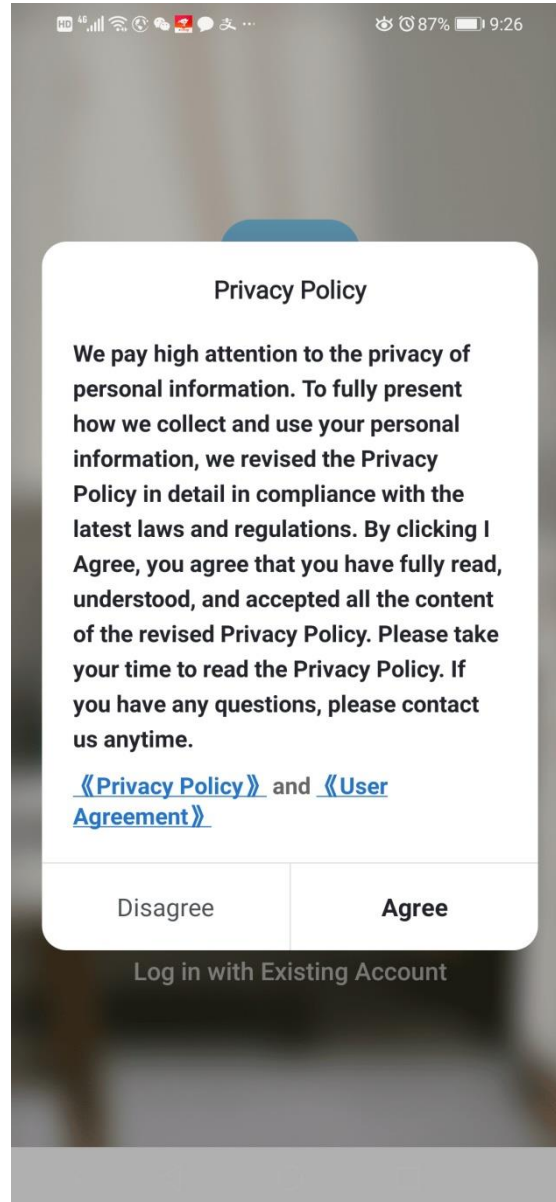 HD 4G 87% 9:26
Privacy Policy
We pay high attention to the privacy of
personal information. To fully present
how we collect and use your personal
information, we revised the Privacy
Policy in detail in compliance with the
latest laws and regulations. By clicking I
Agree, you agree that you have fully read,
understood, and accepted all the content
of the revised Privacy Policy. Please take
your time to read the Privacy Policy. If
you have any questions, please contact
us anytime.
《Privacy Policy》 and 《User
Agreement》
Disagree Agree
Log in with Existing Account